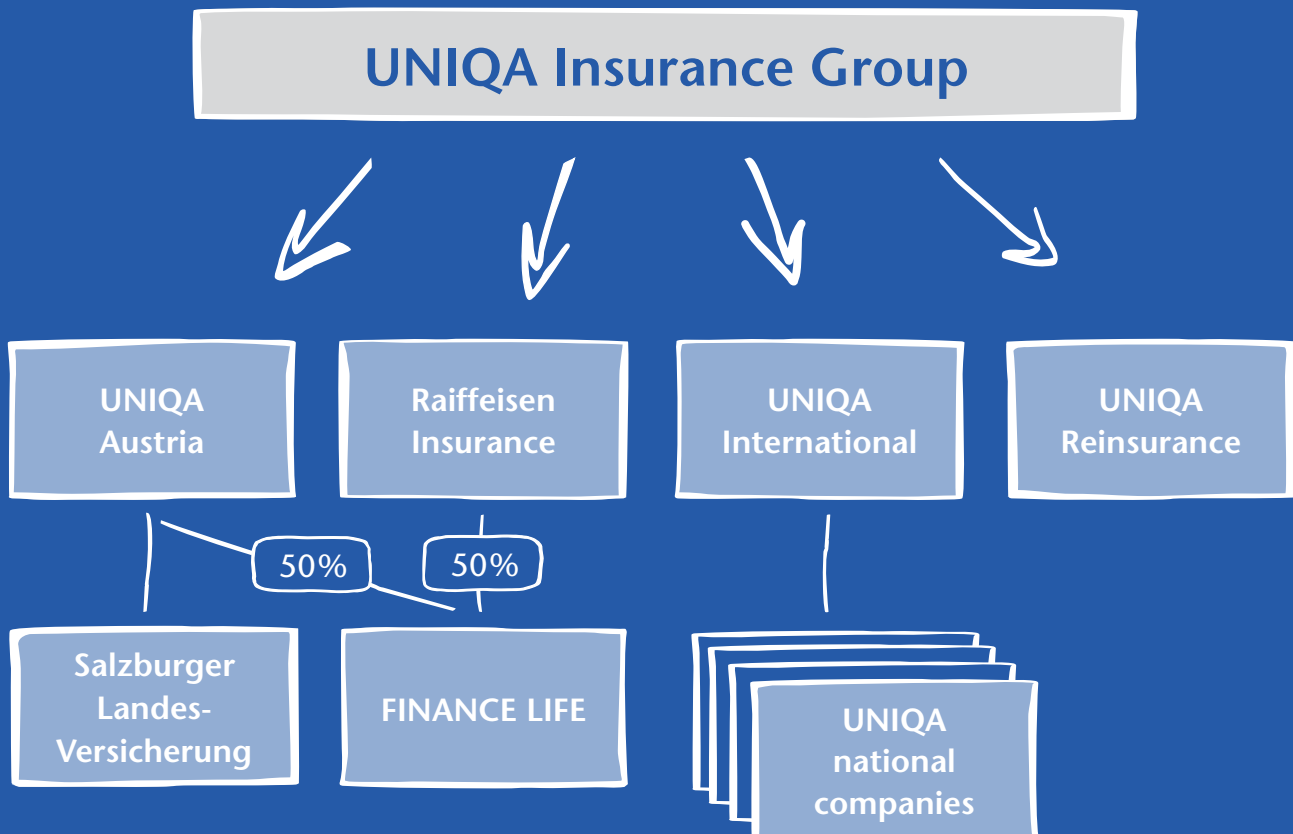 UNIQA Insurance Group
UNIQA
Austria
Raiffeisen
Insurance
UNIQA
International
UNIQA
Reinsurance
50%
50%
Salzburger
Landes-
Versicherung
FINANCE LIFE
UNIQA
national
companies